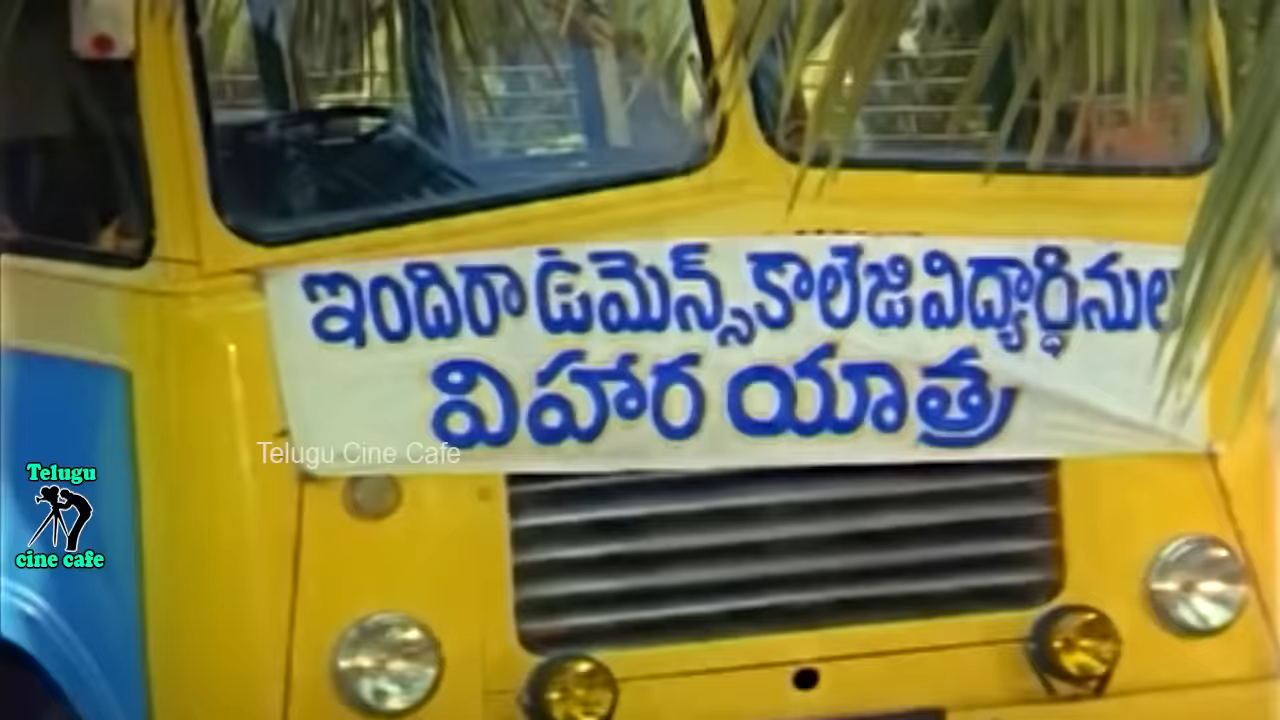 ఇందిరా ఉమెన్స్ కాలేజి విద్యార్థినుల
విహార యాత్ర
Telugu Cine Cafe
Telugu
cine cafe